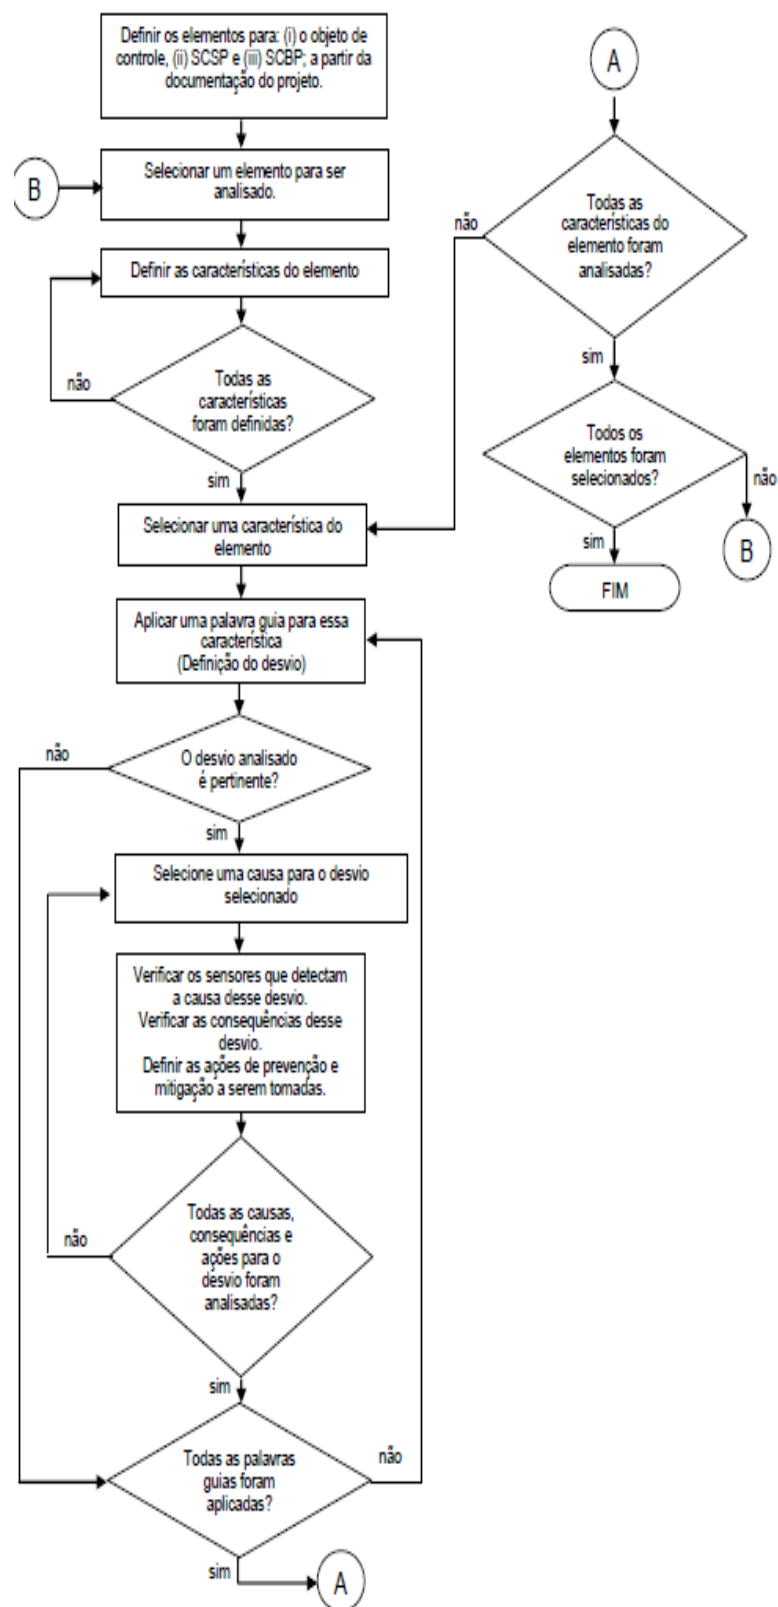 Definir os elementos para: (i) o objeto de
controle, (ii) SCSP e (iii) SCBP; a partir da
documentação do projeto.
B
Selecionar um elemento para ser
analisado.
Definir as características do elemento
não
Todas as
características
foram definidas?
sim
Selecionar uma característica do
elemento
Aplicar uma palavra guia para essa
característica
(Definição do desvio)
não
O desvio analisado
é pertinente?
sim
Selecione uma causa para o desvio
selecionado
Verificar os sensores que detectam
a causa desse desvio.
Verificar as consequências desse
desvio.
Definir as ações de prevenção e
mitigação a serem tomadas.
não
Todas as causas,
consequências e
ações para o
desvio foram
analisadas?
sim
Todas as palavras
guias foram
aplicadas?
não
sim
A
A
não
Todas as
características do
elemento foram
analisadas?
sim
Todos os
elementos foram
selecionados?
não
sim
B
FIM